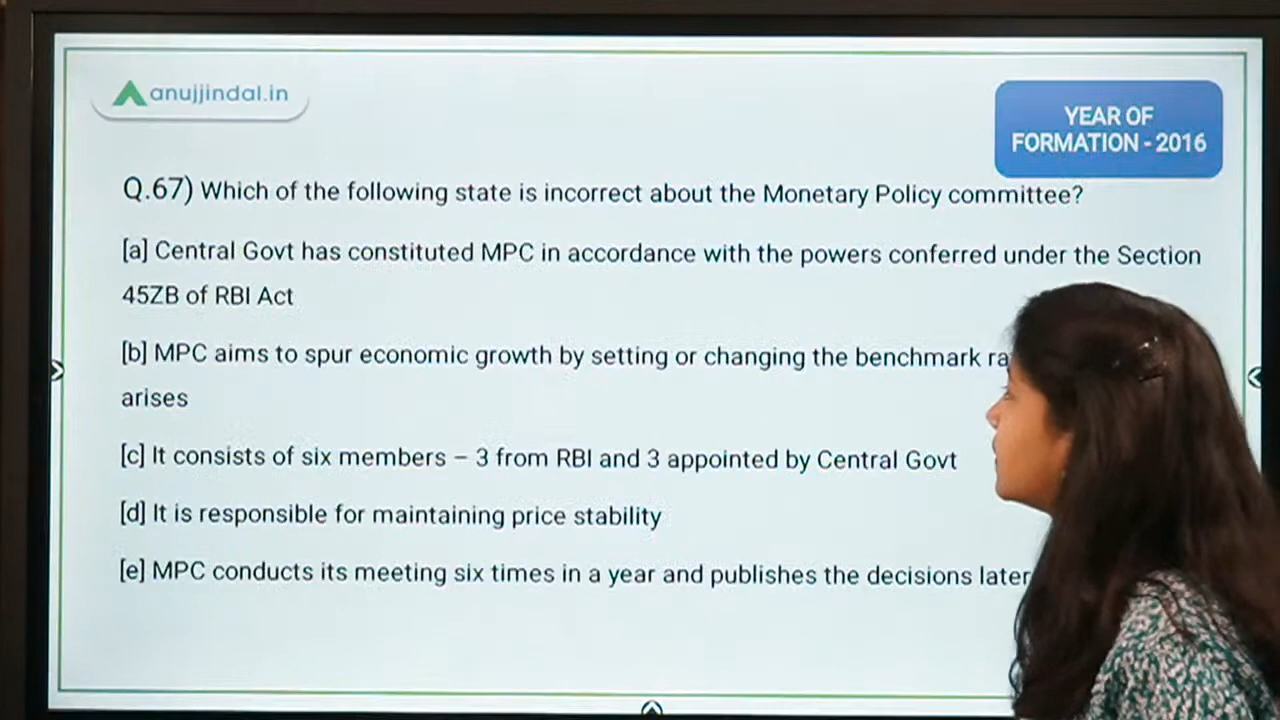 anujjindal.in
YEAR OF
FORMATION - 2016
Q.67) Which of the following state is incorrect about the Monetary Policy committee?
[a] Central Govt has constituted MPC in accordance with the powers conferred under the Section
45ZB of RBI Act
[b] MPC aims to spur economic growth by setting or changing the benchmark
arises
[c] It consists of six members – 3 from RBI and 3 appointed by Central Govt
[d] It is responsible for maintaining price stability
[e] MPC conducts its meeting six times in a year and publishes the decisions later